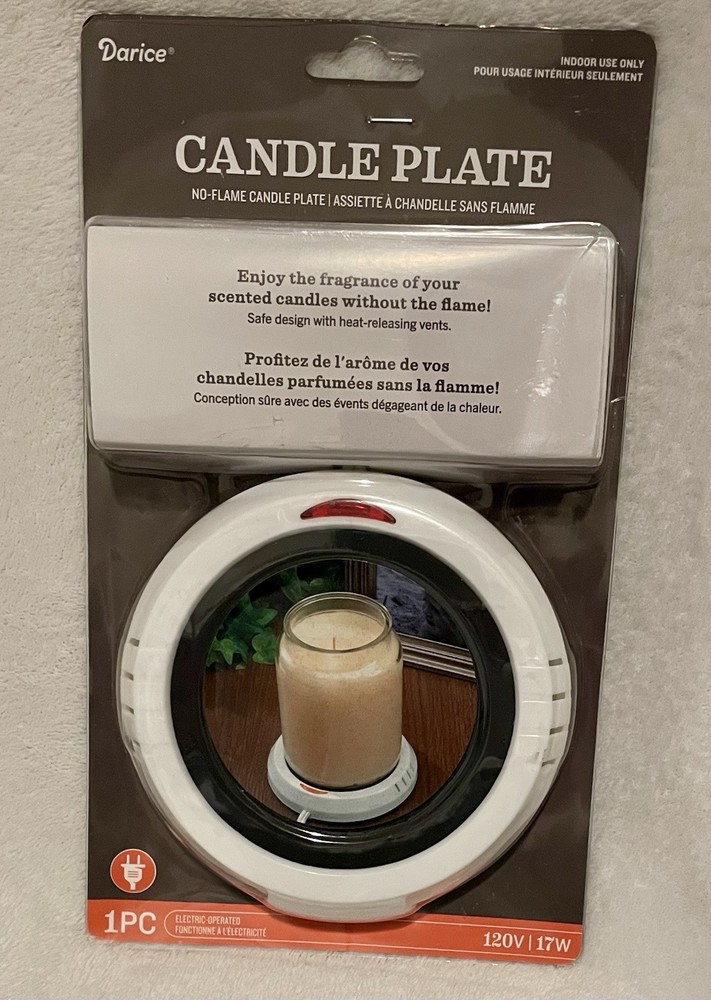 Darice®
INDOOR USE ONLY
POUR USAGE INTÉRIEUR SEULEMENT
CANDLE PLATE
NO-FLAME CANDLE PLATE | ASSIETTE À CHANDELLE SANS FLAMME
Enjoy the fragrance of your
scented candles without the flame!
Safe design with heat-releasing vents.
Profitez de l'arôme de vos
chandelles parfumées sans la flamme!
Conception sûre avec des évents dégageant de la chaleur.
1PC
ELECTRIC-OPERATED
FONCTIONNE À L'ÉLECTRICITÉ
120V | 17W